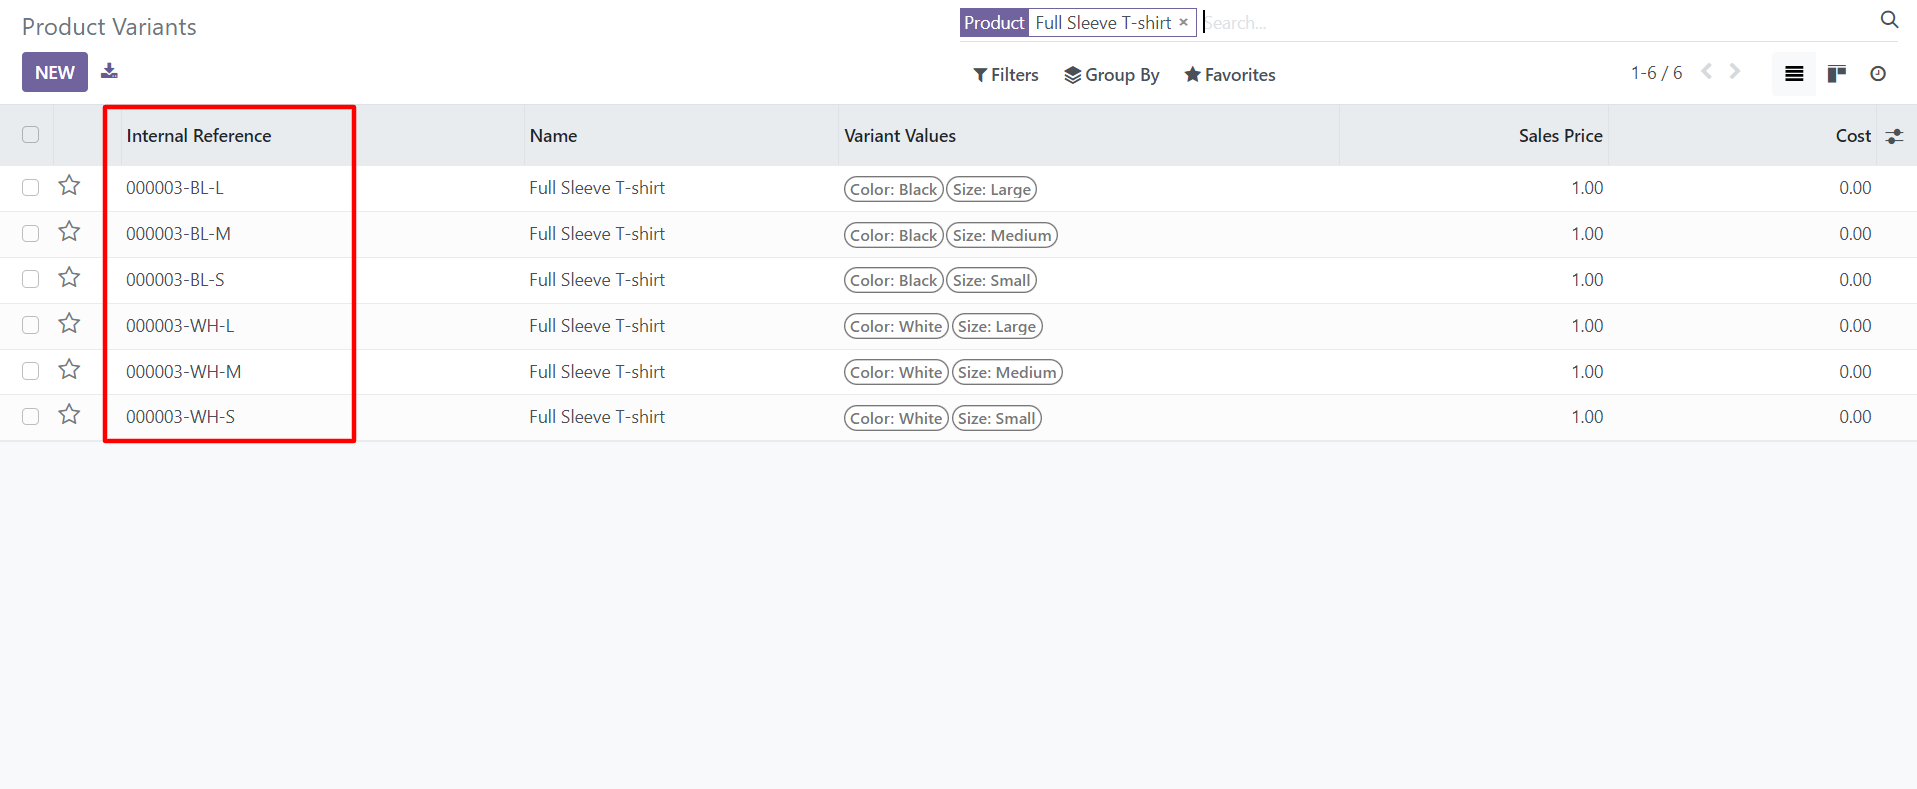 Product Variants
Product Full Sleeve T-shirt × Search...
NEW
Filters Group By Favorites 1-6 / 6
Internal Reference Name Variant Values Sales Price Cost
000003-BL-L Full Sleeve T-shirt Color: Black Size: Large 1.00 0.00
000003-BL-M Full Sleeve T-shirt Color: Black Size: Medium 1.00 0.00
000003-BL-S Full Sleeve T-shirt Color: Black Size: Small 1.00 0.00
000003-WH-L Full Sleeve T-shirt Color: White Size: Large 1.00 0.00
000003-WH-M Full Sleeve T-shirt Color: White Size: Medium 1.00 0.00
000003-WH-S Full Sleeve T-shirt Color: White Size: Small 1.00 0.00